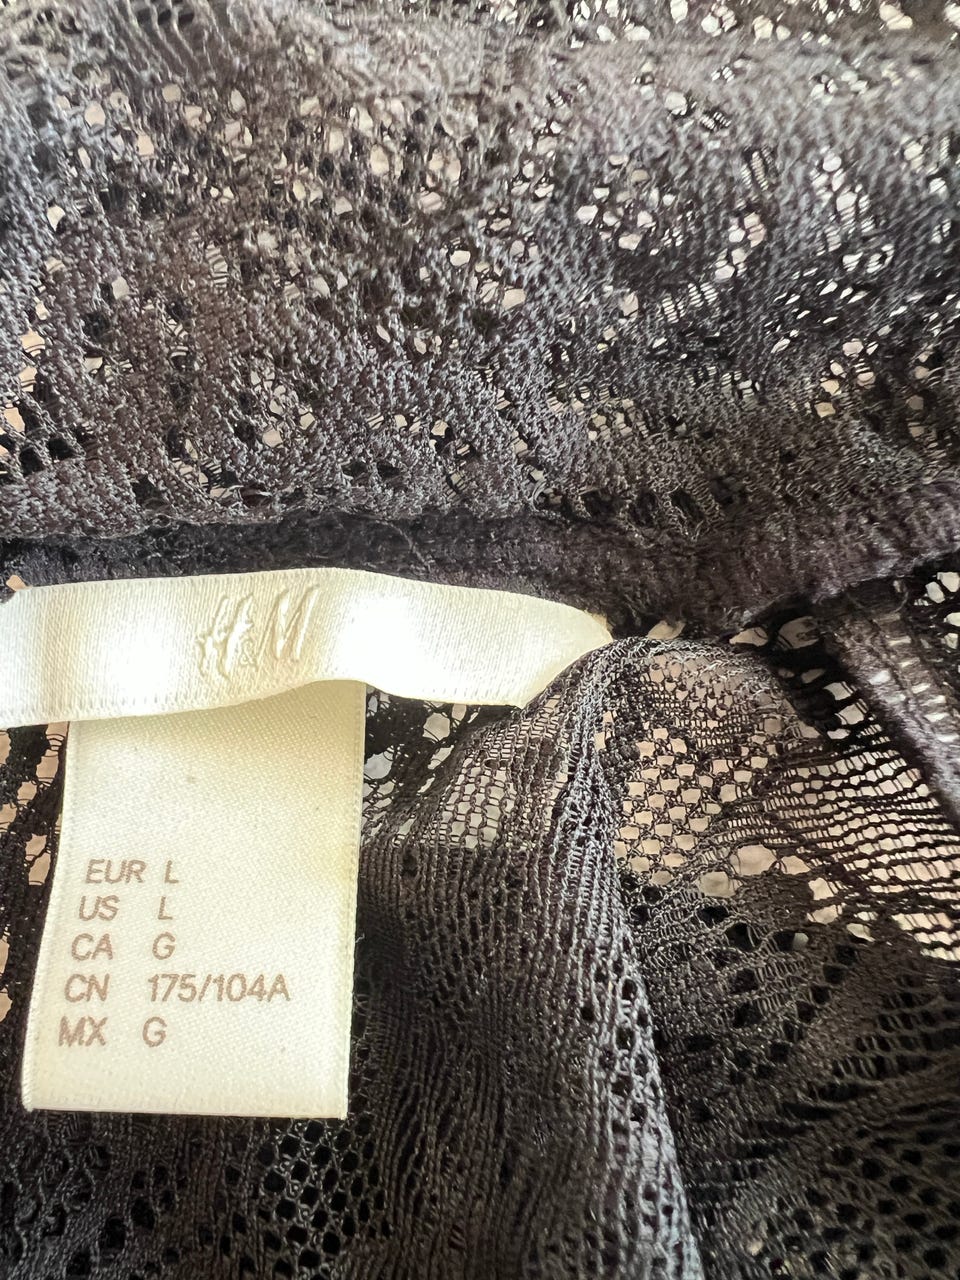 H&M
EUR L
US L
CA G
CN 175/104A
MX G